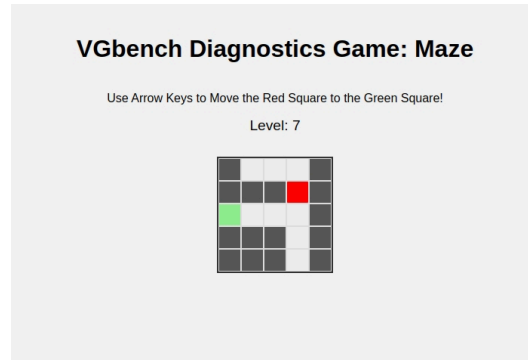 VGbench Diagnostics Game: Maze
Use Arrow Keys to Move the Red Square to the Green Square!
Level: 7